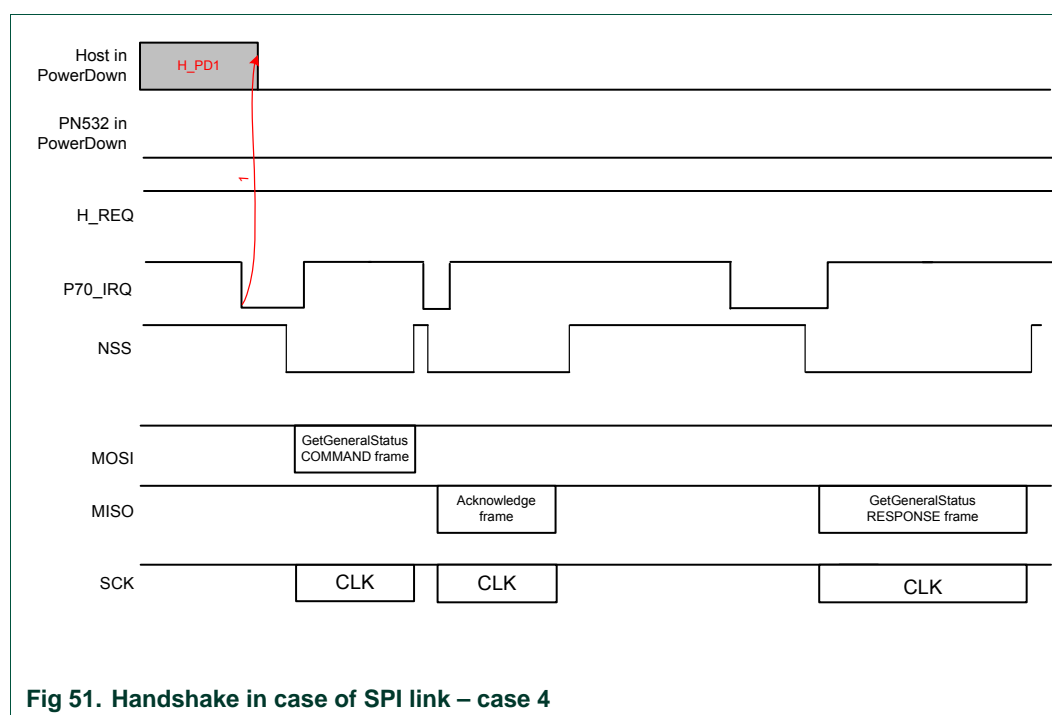 Host in
PowerDown
H_PD1
PN532 in
PowerDown
1
H_REQ
P70_IRQ
NSS
MOSI
GetGeneralStatus
COMMAND frame
MISO
Acknowledge
frame
GetGeneralStatus
RESPONSE frame
SCK
CLK
CLK
CLK
Fig 51. Handshake in case of SPI link – case 4